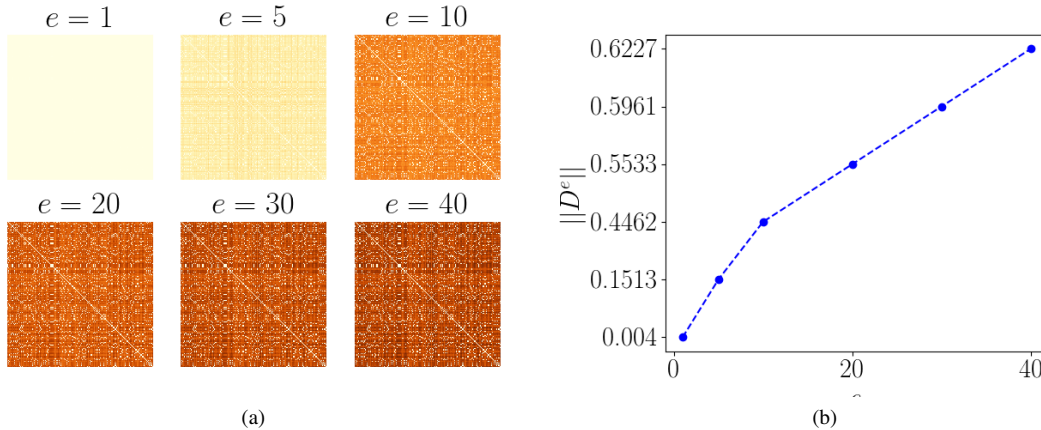 e = 1
e = 5
e = 10
e = 20
e = 30
e = 40
(a)
||D^e||
0.6227
0.5961
0.5533
0.4462
0.1513
0.004
0
20
40
(b)